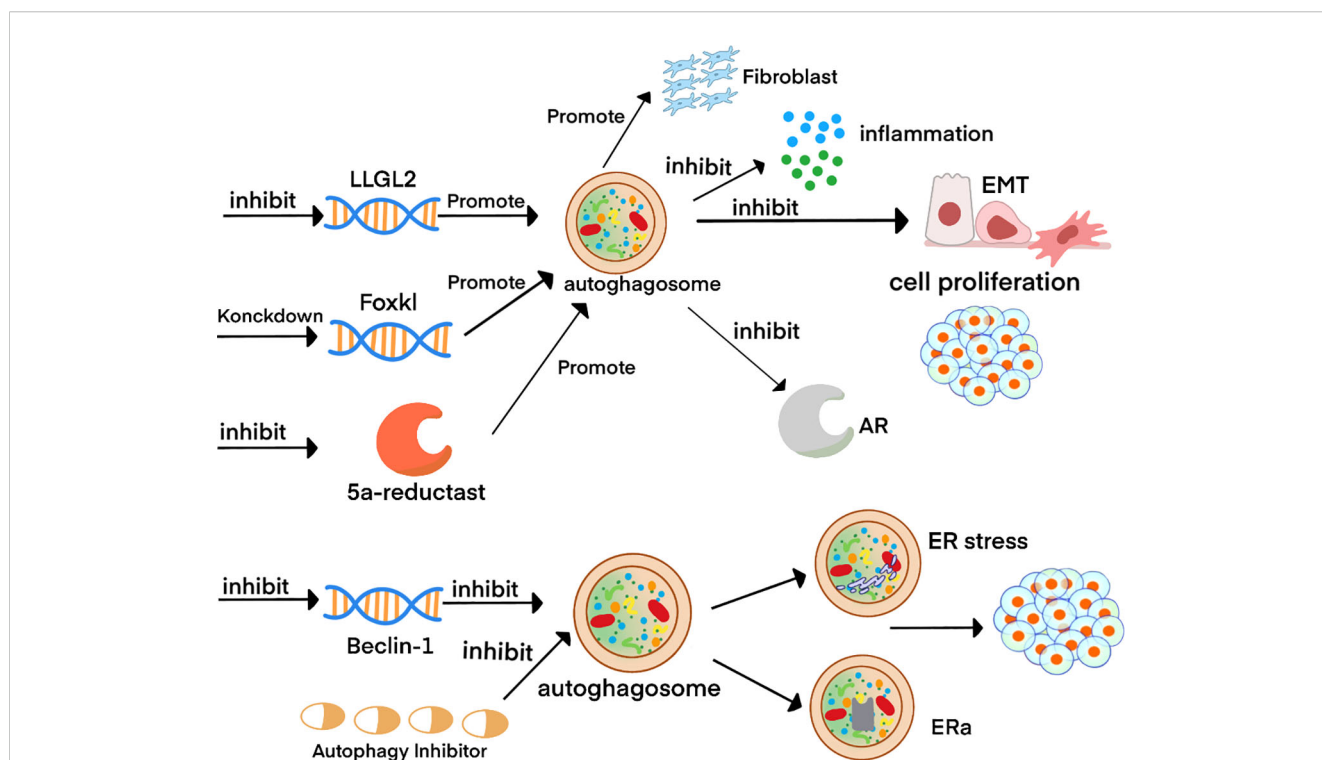 Fibroblast
Promote
inflammation
inhibit
LLGL2
inhibit
Promote
EMT
inhibit
autoghagosome
cell proliferation
Promote
Foxkl
Konckdown
inhibit
Promote
AR
inhibit
5a-reductast
ER stress
inhibit
inhibit
Beclin-1
inhibit
autoghagosome
ERa
Autophagy Inhibitor